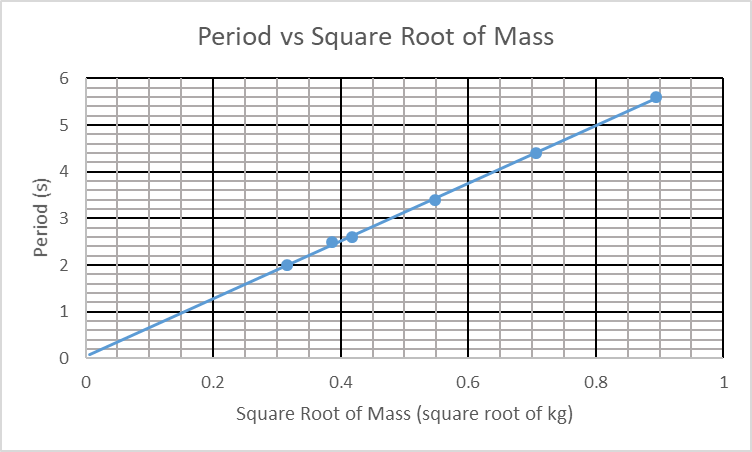 Period vs Square Root of Mass
6
5
4
3
2
1
0
Period (s)
0 0.2 0.4 0.6 0.8 1
Square Root of Mass (square root of kg)